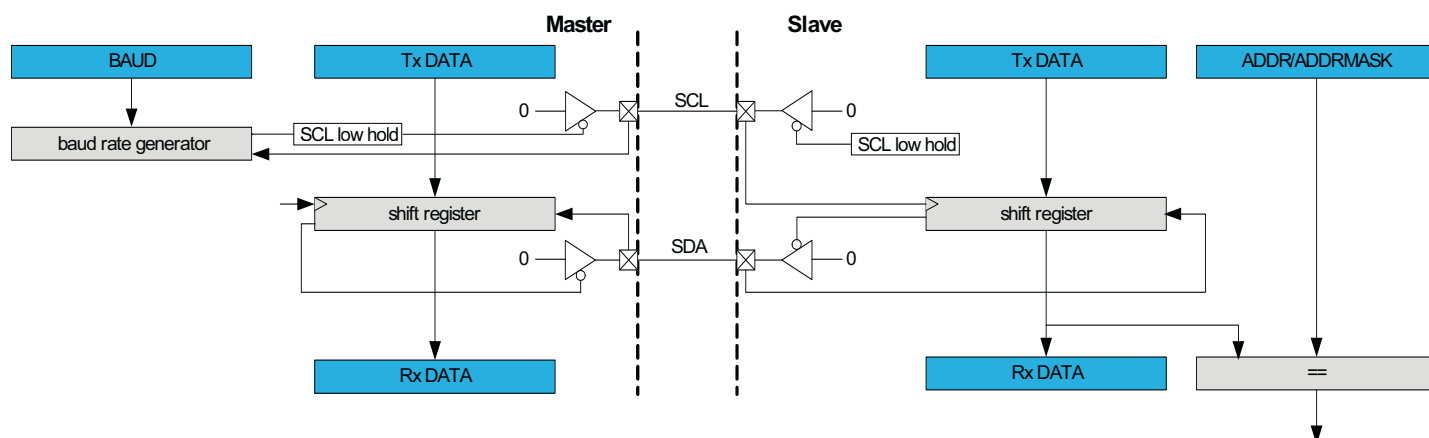 Master
Slave
BAUD
Tx DATA
Tx DATA
ADDR/ADDRMASK
0
SCL
0
baud rate generator
SCL low hold
SCL low hold
shift register
shift register
0
SDA
0
Rx DATA
Rx DATA
==